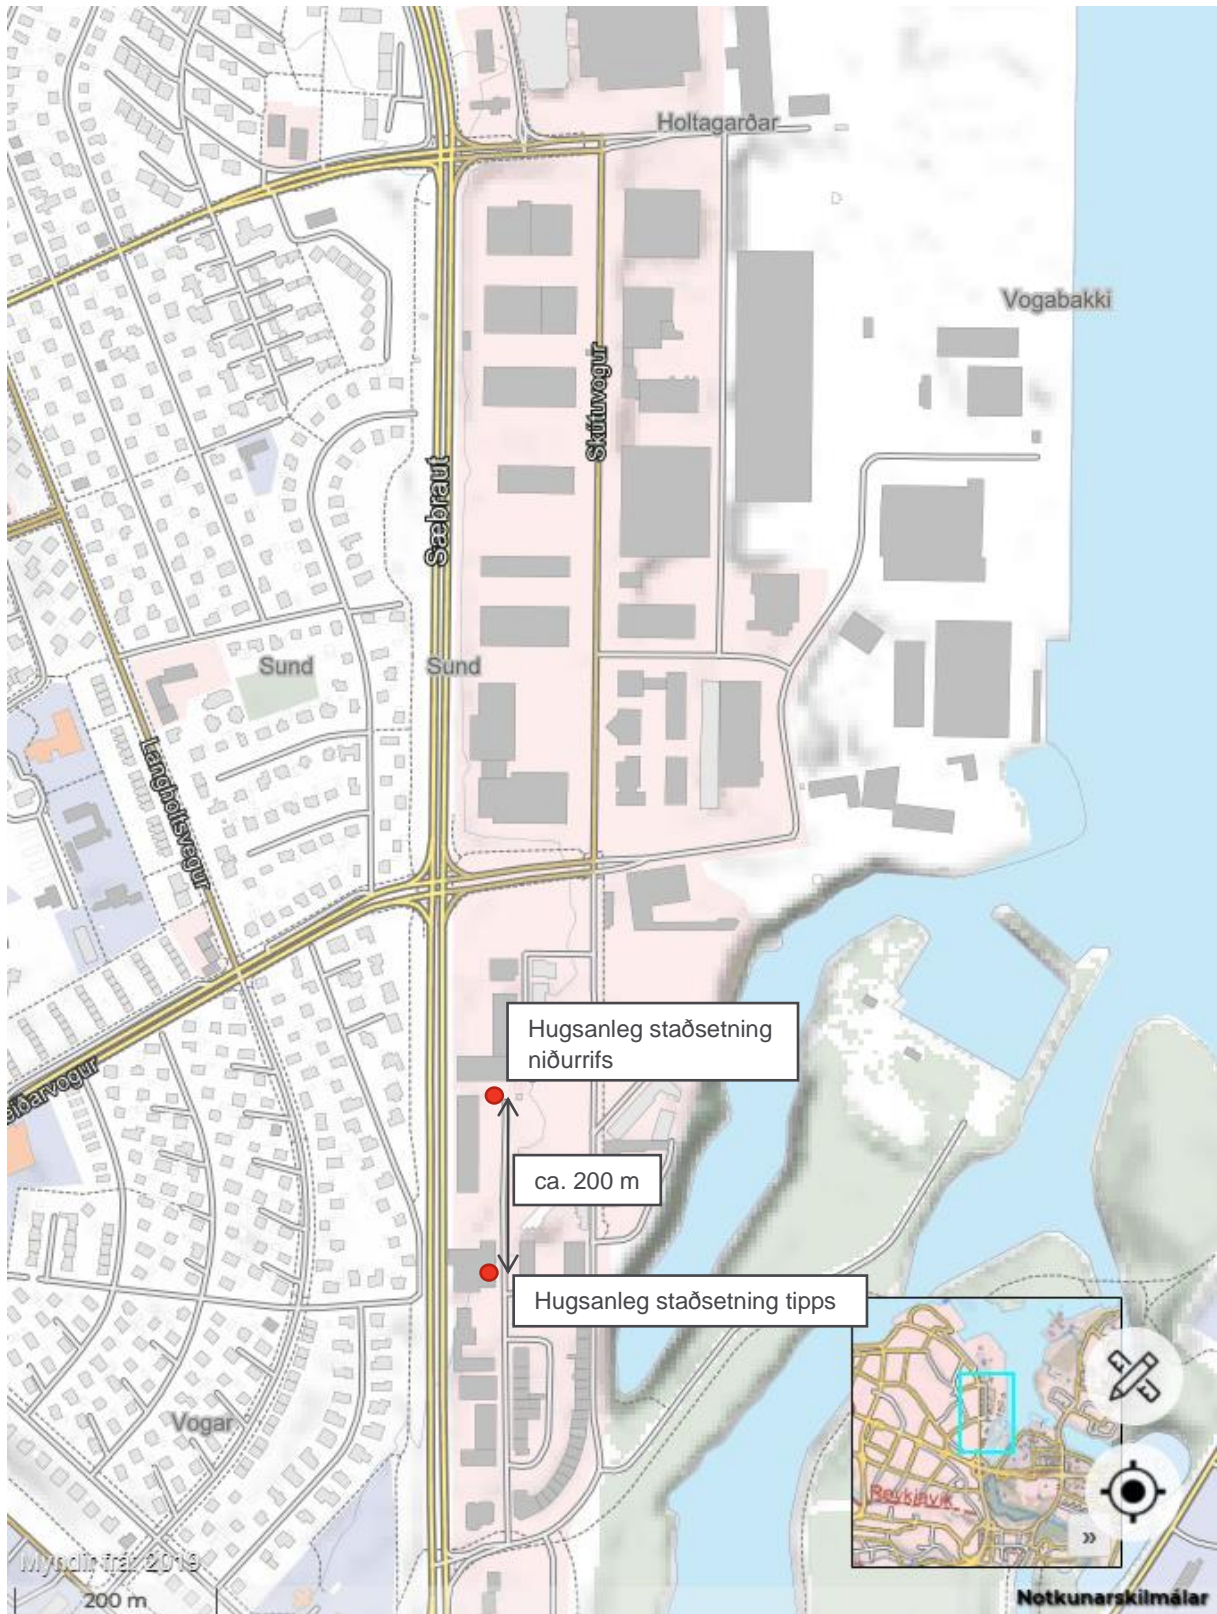 Holtagarðar
Vogabakki
Skútuvogur
Sæbraut
Sund
Sund
Langholtsvegur
Hugsanleg staðsetning
niðurrifs
ca. 200 m
Hugsanleg staðsetning tipps
Vogar
Reykjavík
»
Myndir frá: 2019
200 m
Notkunarskilmálar